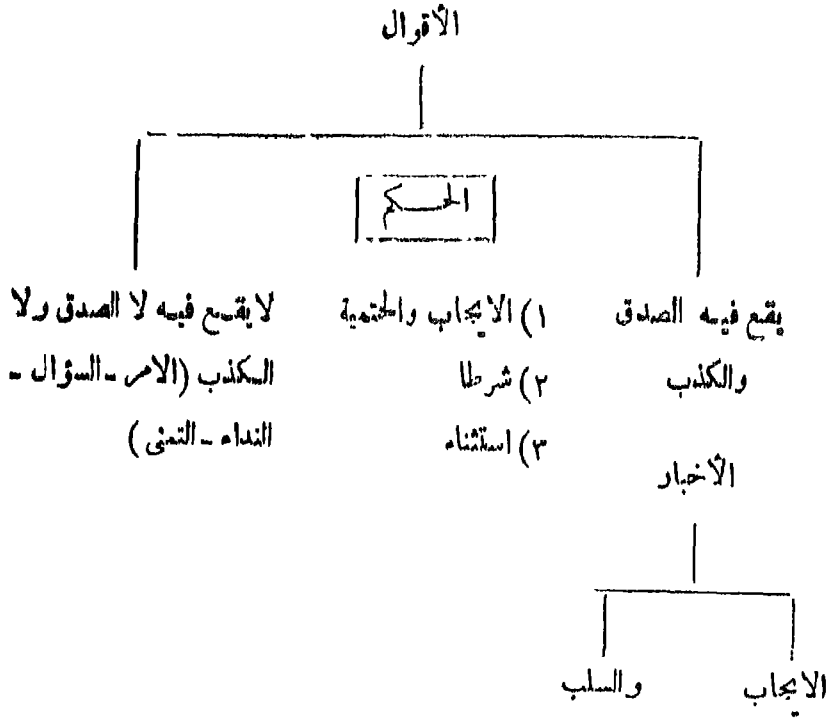 الأقوال
الحكم
يقع فيه الصدق
والكذب
الأخبار
١) الايجاب والحتمية
٢) شرطا
٣) استثناء
لا يقع فيه لا الصدق ولا
الكذب (الامر - السؤال -
النداء - التمنى)
الايجاب
والسلب